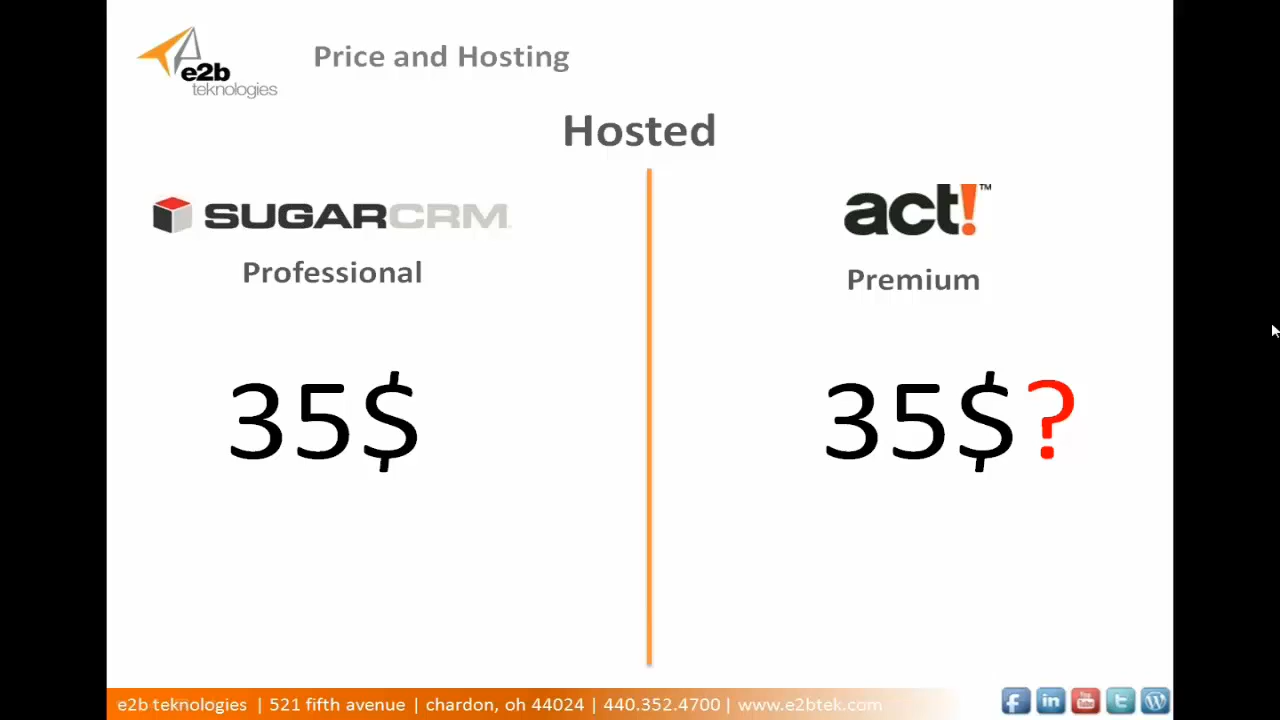 e2b
teknologies
Price and Hosting
Hosted
SUGARCRM
Professional
35$
act!™
Premium
35$?
e2b teknologies | 521 fifth avenue | chardon, oh 44024 | 440.352.4700 | www.e2btek.com